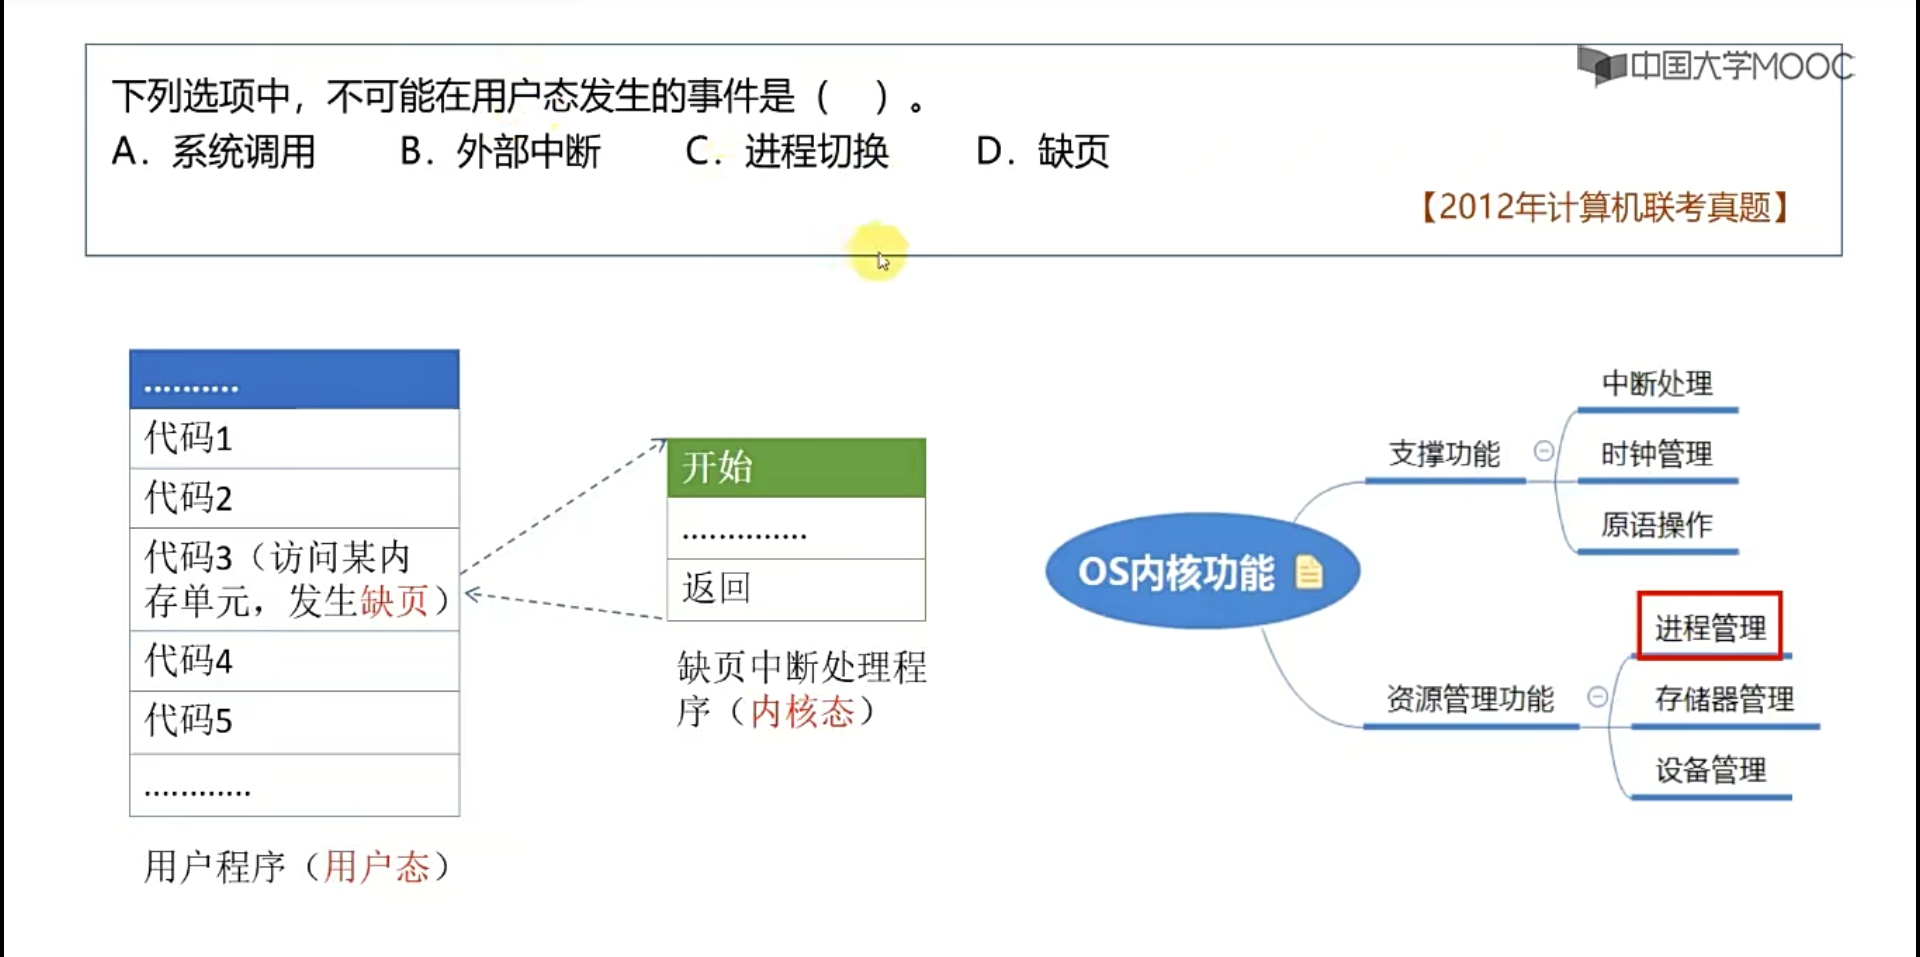 中国大学MOOC
下列选项中，不可能在用户态发生的事件是（　）。
A．系统调用　　B．外部中断　　C．进程切换　　D．缺页
【2012年计算机联考真题】
..........
代码1
代码2
代码3（访问某内
存单元，发生缺页）
代码4
代码5
............
用户程序（用户态）
开始
..............
返回
缺页中断处理程
序（内核态）
OS内核功能
支撑功能
中断处理
时钟管理
原语操作
资源管理功能
进程管理
存储器管理
设备管理